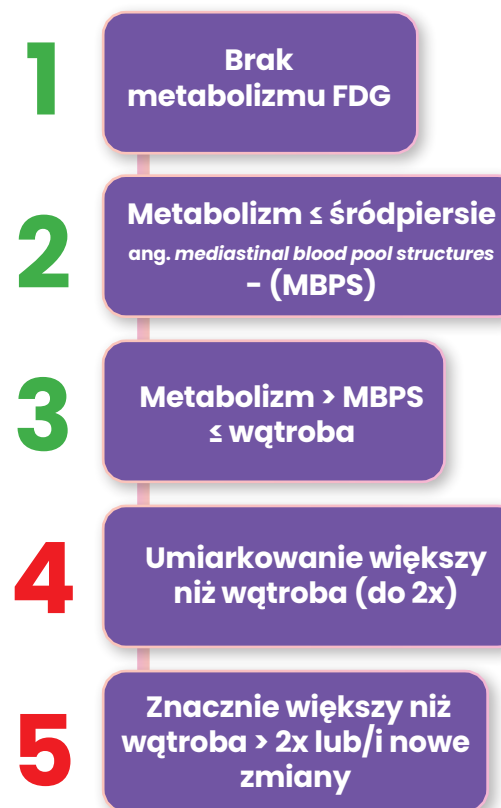 1
Brak
metabolizmu FDG
2
Metabolizm ≤ śródpiersie
ang. mediastinal blood pool structures
- (MBPS)
3
Metabolizm > MBPS
≤ wątroba
4
Umiarkowanie większy
niż wątroba (do 2x)
5
Znacznie większy niż
wątroba > 2x lub/i nowe
zmiany